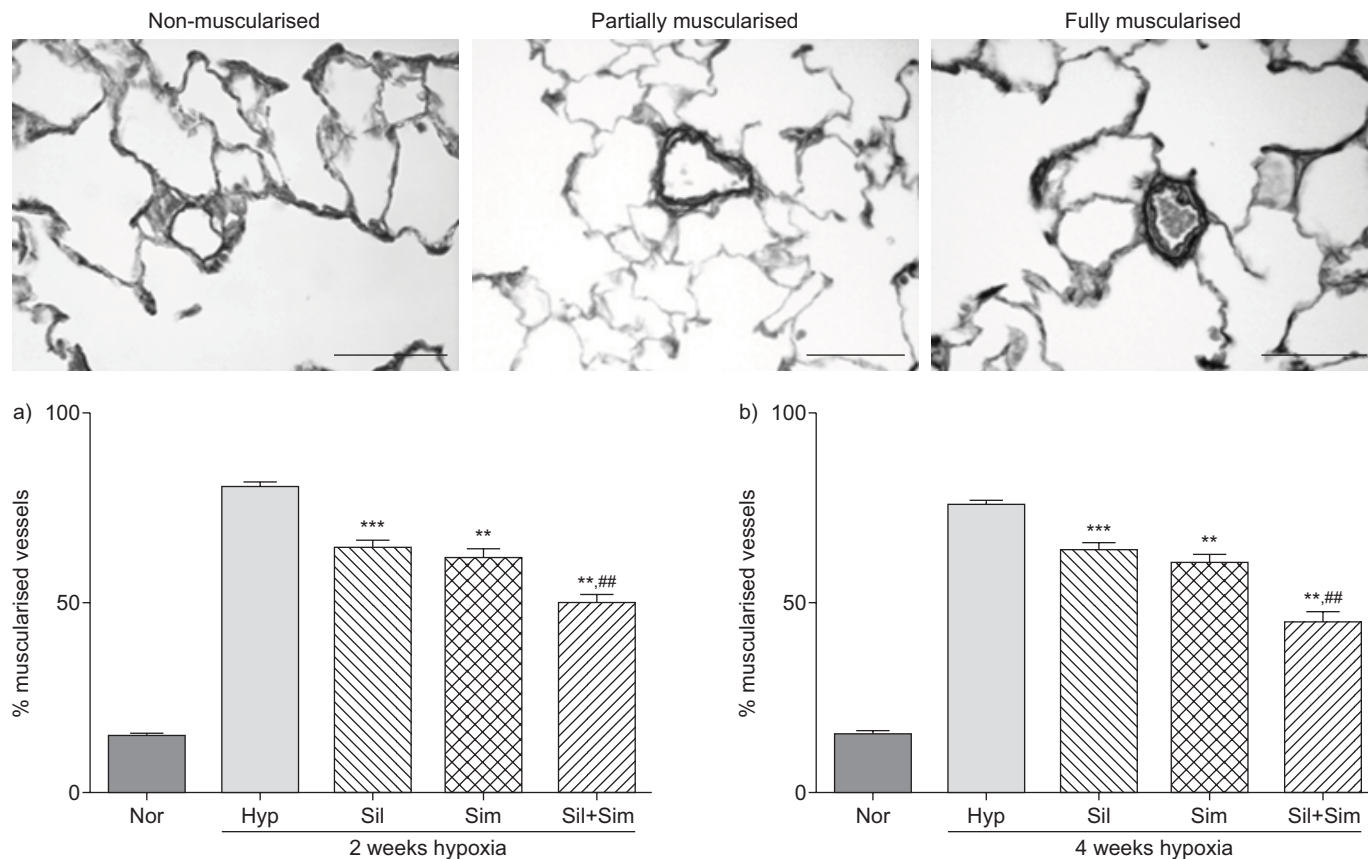 Non-muscularised
Partially muscularised
Fully muscularised
a)
100
50
0
% muscularised vessels
***
**
**,##
Nor
Hyp
Sil
Sim
Sil+Sim
2 weeks hypoxia
b)
100
50
0
% muscularised vessels
***
**
**,##
Nor
Hyp
Sil
Sim
Sil+Sim
4 weeks hypoxia